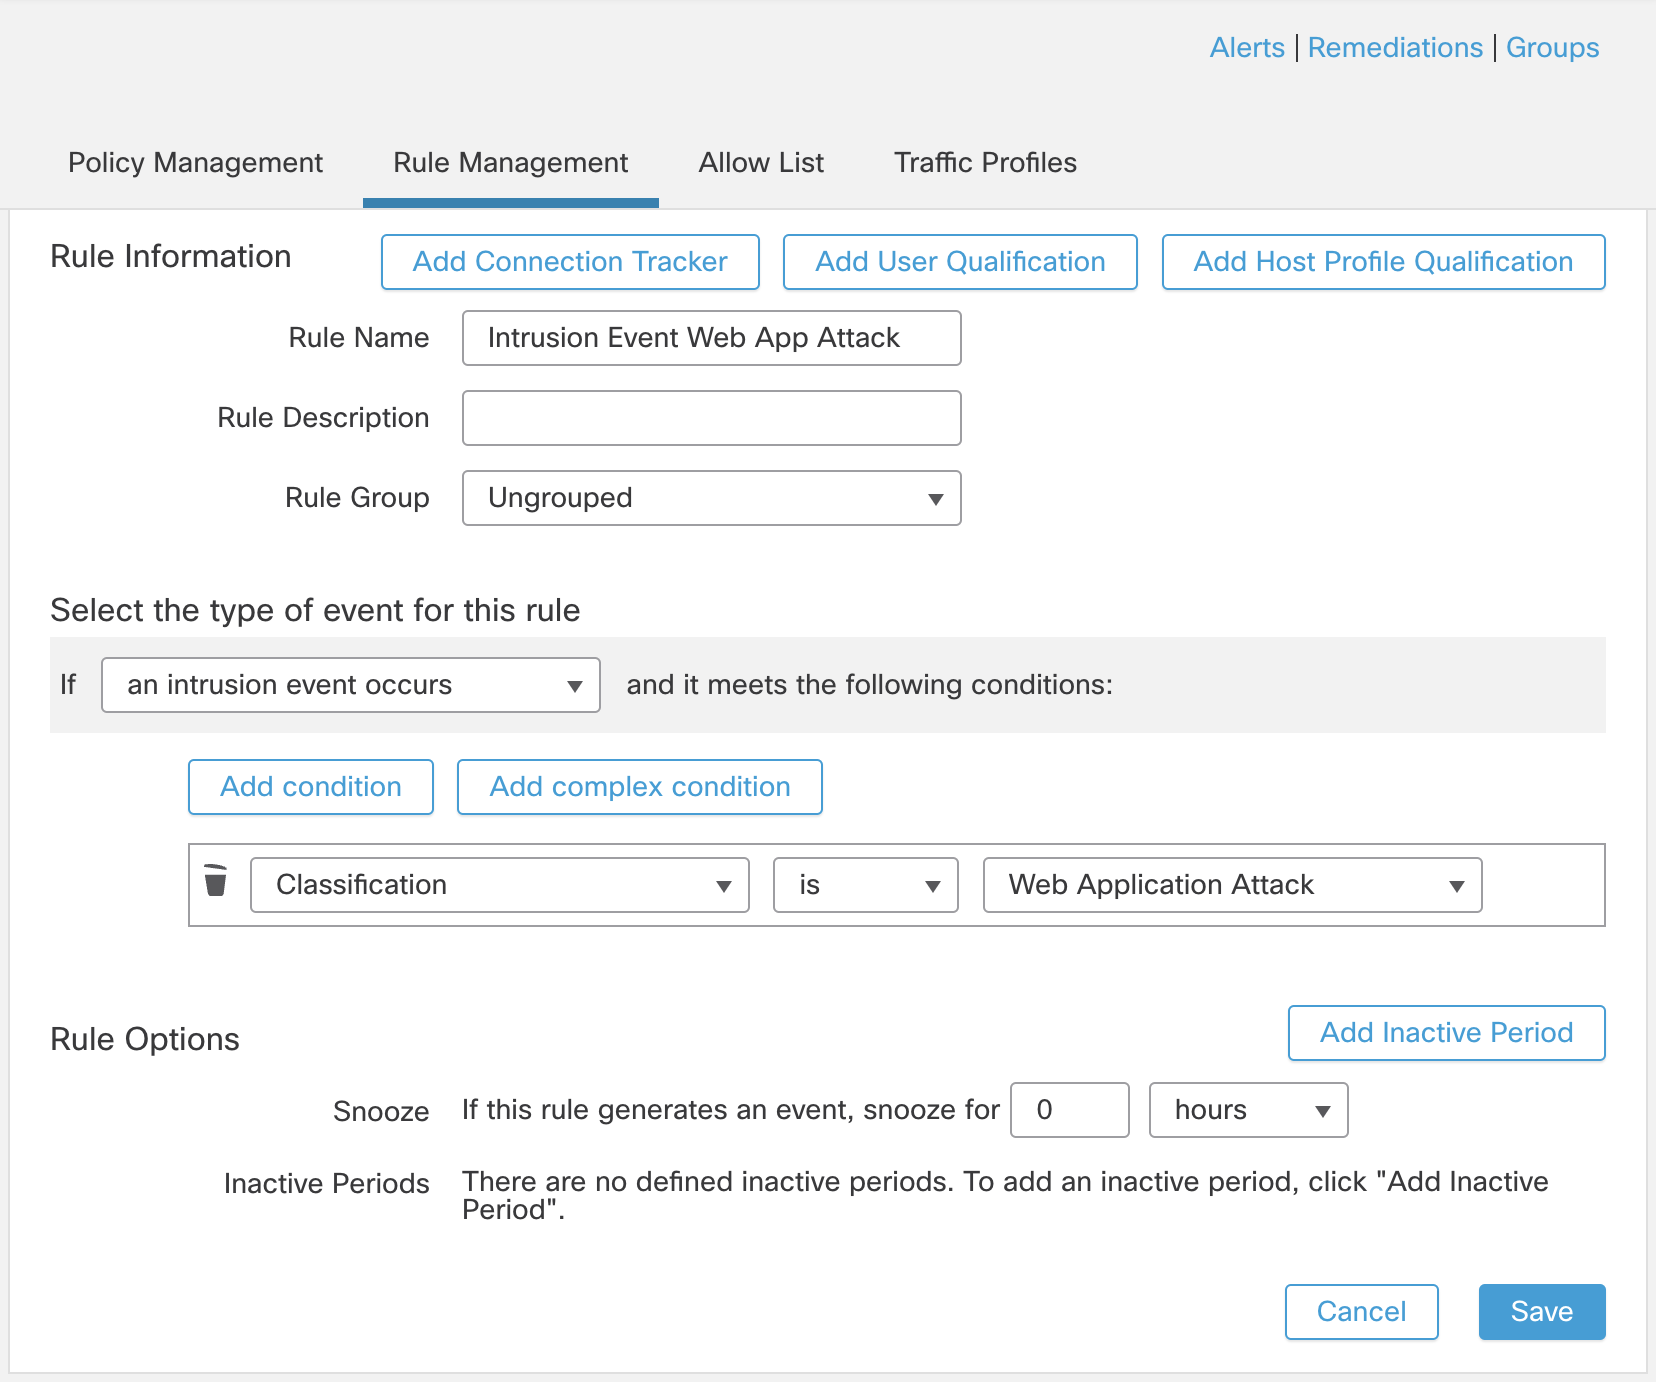 Alerts | Remediations | Groups
Policy Management Rule Management Allow List Traffic Profiles
Rule Information Add Connection Tracker Add User Qualification Add Host Profile Qualification
Rule Name Intrusion Event Web App Attack
Rule Description
Rule Group Ungrouped
Select the type of event for this rule
If an intrusion event occurs and it meets the following conditions:
Add condition Add complex condition
Classification is Web Application Attack
Rule Options Add Inactive Period
Snooze If this rule generates an event, snooze for 0 hours
Inactive Periods There are no defined inactive periods. To add an inactive period, click "Add Inactive
Period".
Cancel Save